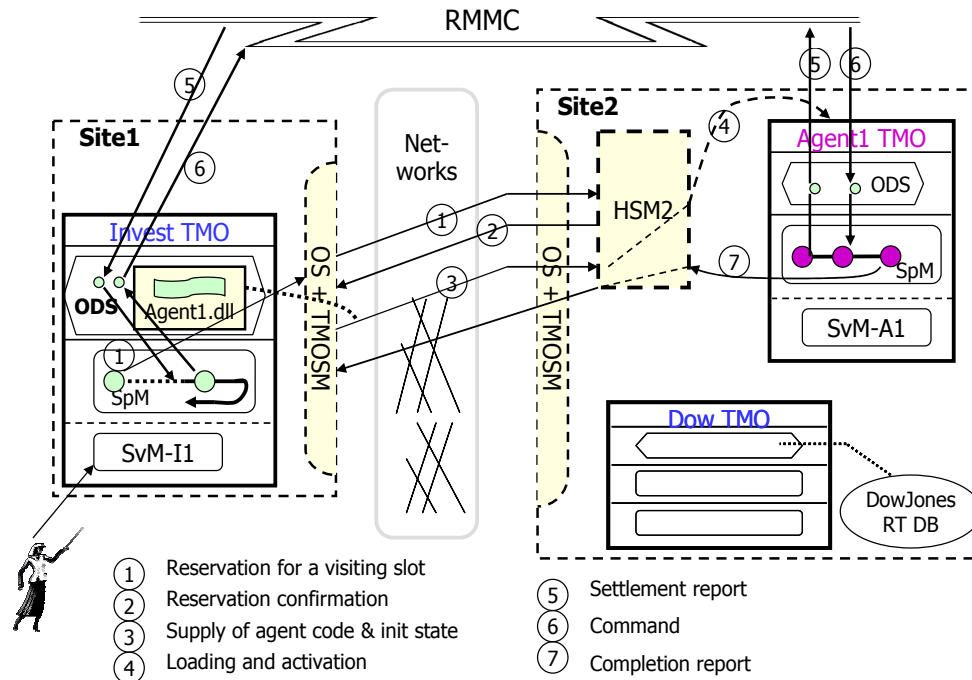 RMMC
5
6
5
6
Site1
Net-
works
Site2
4
Agent1 TMO
ODS
HSM2
1
2
3
7
SpM
SvM-A1
Invest TMO
ODS
Agent1.dll
1
SpM
SvM-I1
OS + TMOSM
OS + TMOSM
Dow TMO
DowJones
RT DB
1 Reservation for a visiting slot
2 Reservation confirmation
3 Supply of agent code & init state
4 Loading and activation
5 Settlement report
6 Command
7 Completion report